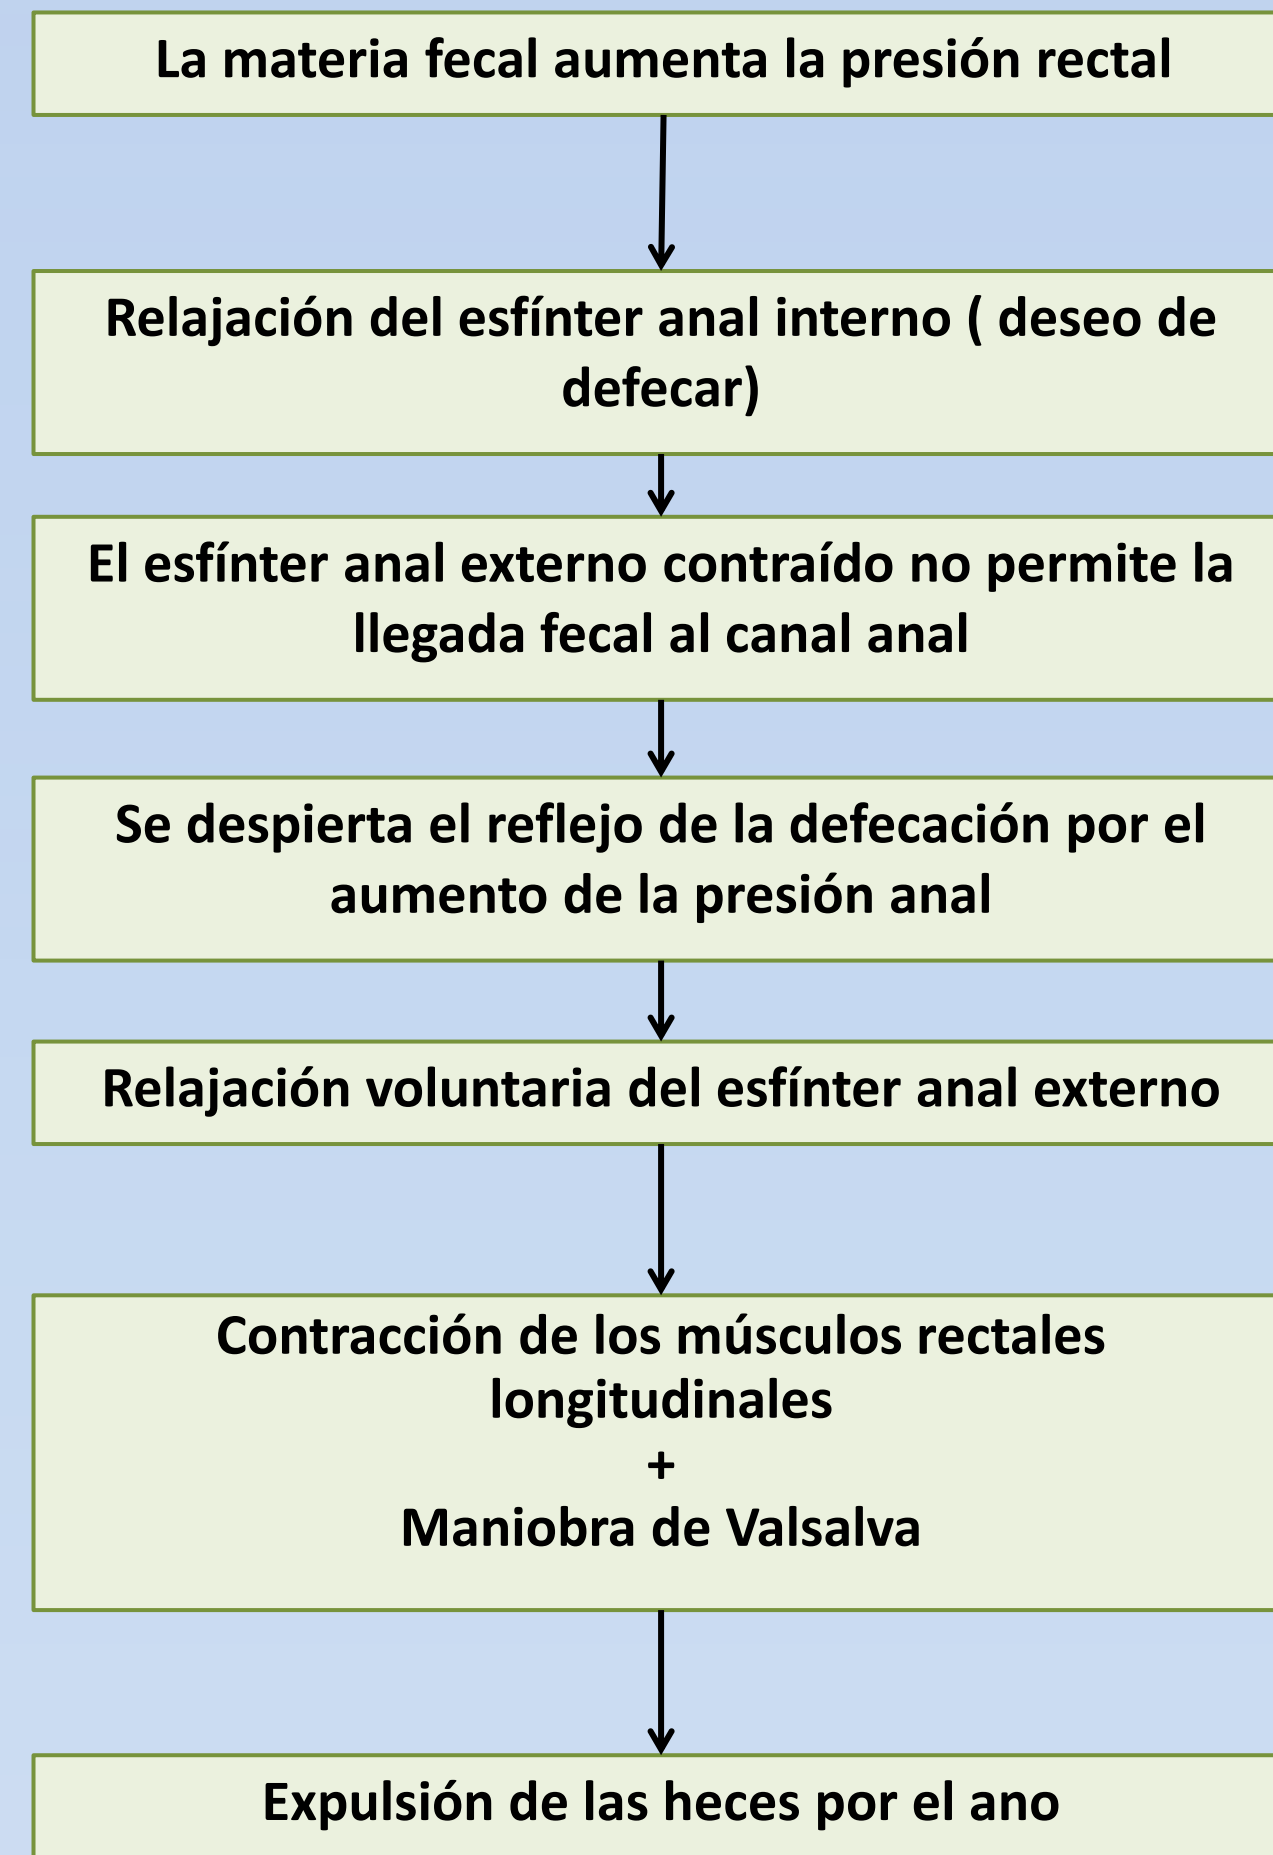 La materia fecal aumenta la presión rectal
Relajación del esfínter anal interno ( deseo de
defecar)
El esfínter anal externo contraído no permite la
llegada fecal al canal anal
Se despierta el reflejo de la defecación por el
aumento de la presión anal
Relajación voluntaria del esfínter anal externo
Contracción de los músculos rectales
longitudinales
+
Maniobra de Valsalva
Expulsión de las heces por el ano